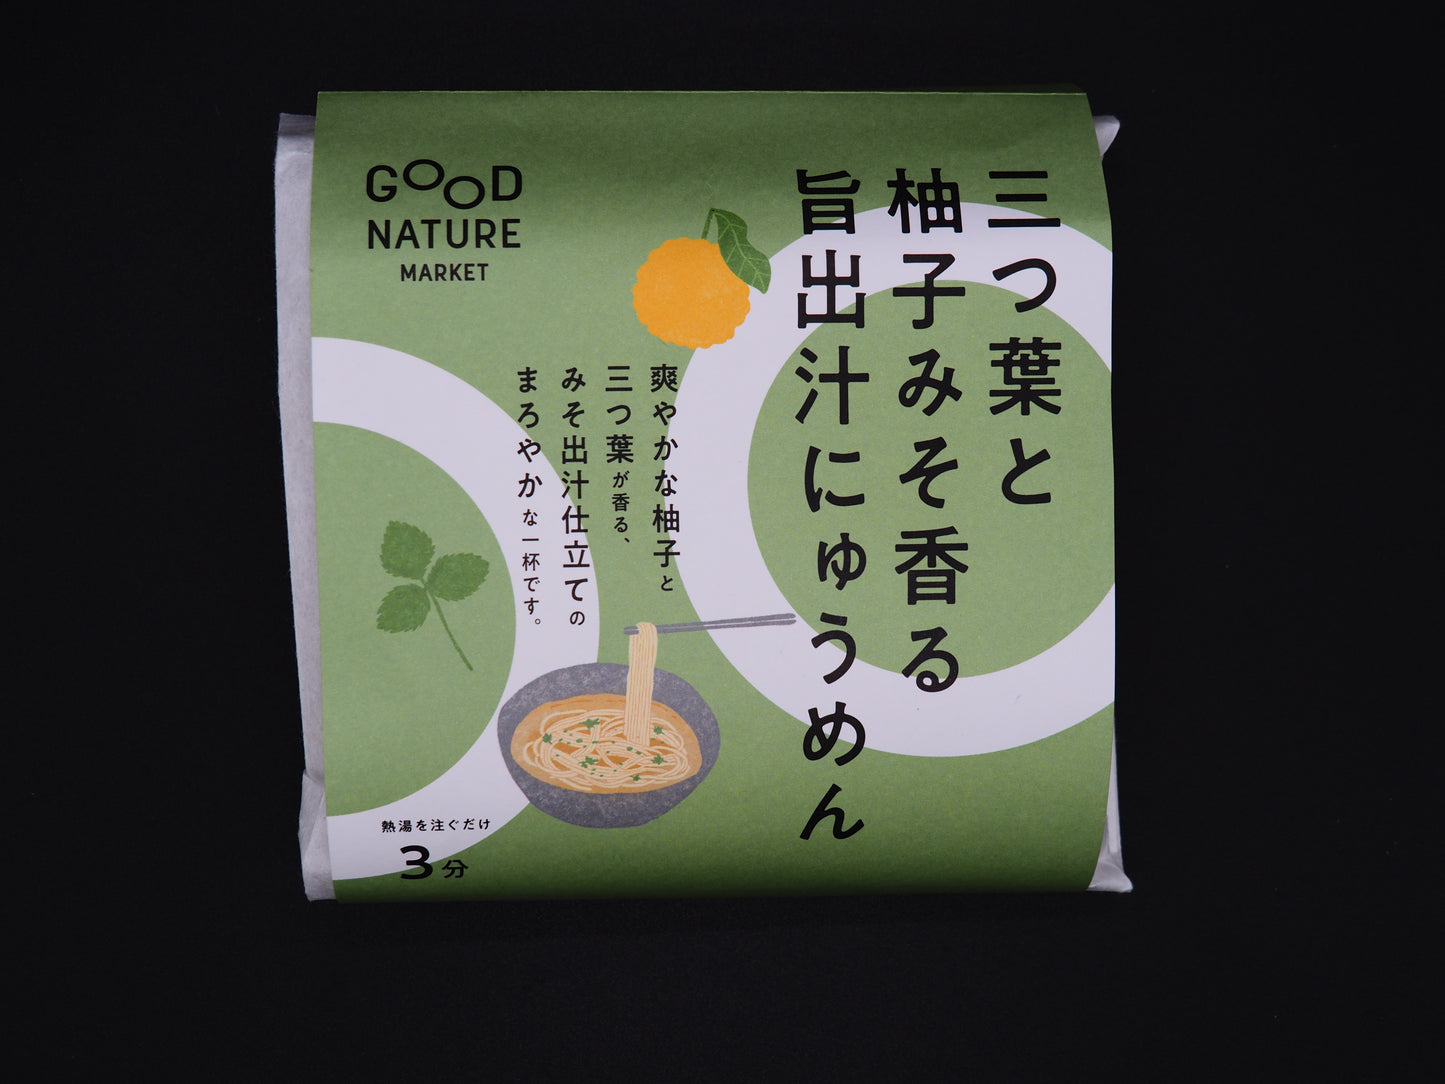 GOOD
NATURE
MARKET
三つ葉と
柚子みそ香る
旨出汁にゅうめん
爽やかな柚子と
三つ葉が香る、
みそ出汁仕立ての
まろやかな一杯です。
熱湯を注ぐだけ
3分